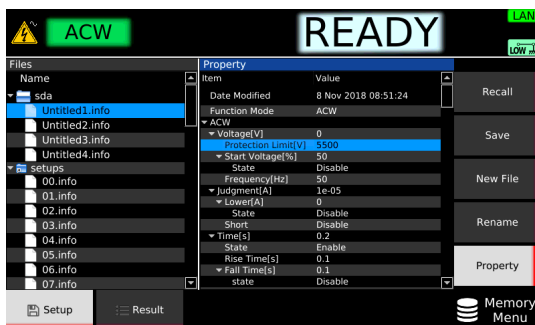 ACW
READY
LAN
LOW
Files
Name
sda
Untitled1.info
Untitled2.info
Untitled3.info
Untitled4.info
setups
00.info
01.info
02.info
03.info
04.info
05.info
06.info
07.info
Property
Item Value
Date Modified 8 Nov 2018 08:51:24
Function Mode ACW
ACW
Voltage[V] 0
Protection Limit[V] 5500
Start Voltage[%] 50
State Disable
Frequency[Hz] 50
Judgment[A] 1e-05
Lower[A] 0
State Disable
Short Disable
Time[s] 0.2
State Enable
Rise Time[s] 0.1
Fall Time[s] 0.1
state Disable
Recall
Save
New File
Rename
Property
Setup
Result
Memory
Menu